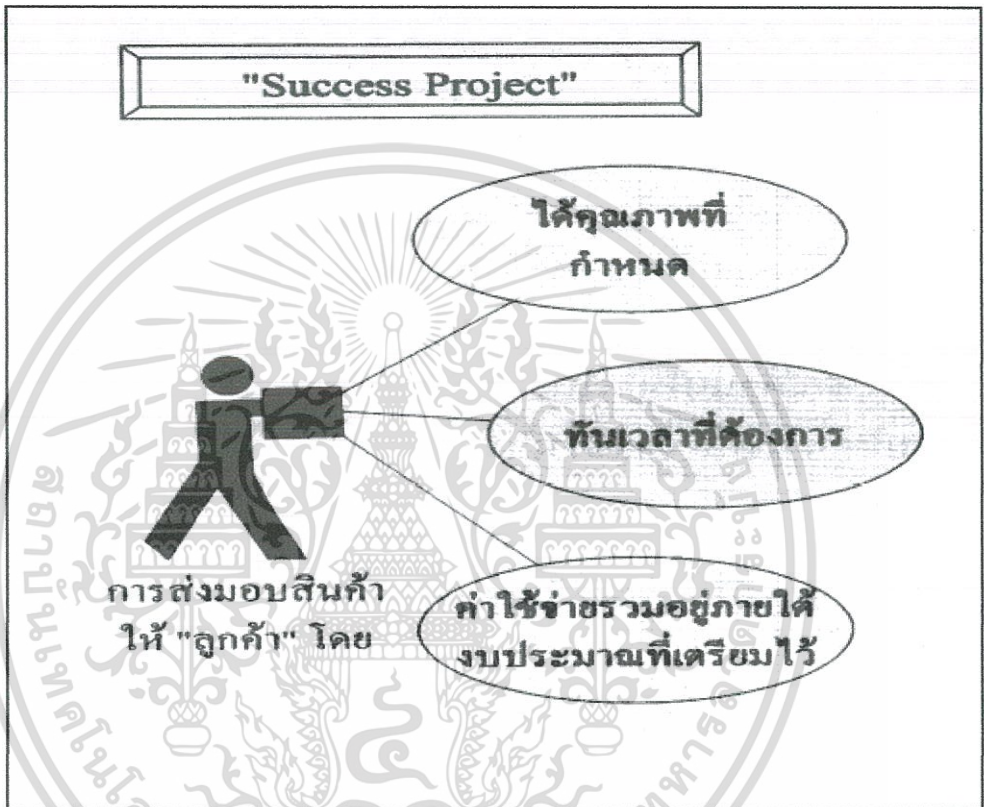 "Success Project"
ได้คุณภาพที่
กำหนด
ทันเวลาที่ต้องการ
ค่าใช้จ่ายรวมอยู่ภายใต้
งบประมาณที่เตรียมไว้
การส่งมอบสินค้า
ให้ "ลูกค้า" โดย